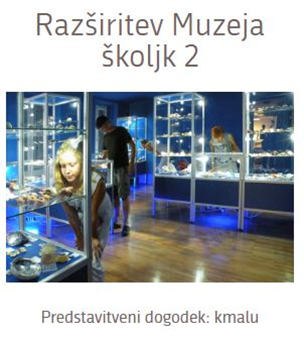 Razširitev Muzeja
školjk 2
Predstavitveni dogodek: kmalu